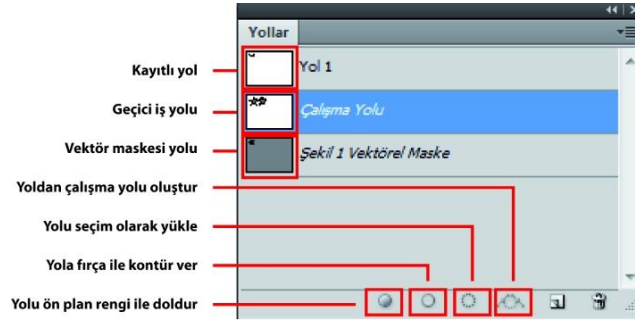 Yollar
Kayıtlı yol
Yol 1
Geçici iş yolu
Çalışma Yolu
Vektör maskesi yolu
Şekil 1 Vektörel Maske
Yoldan çalışma yolu oluştur
Yolu seçim olarak yükle
Yola fırça ile kontür ver
Yolu ön plan rengi ile doldur